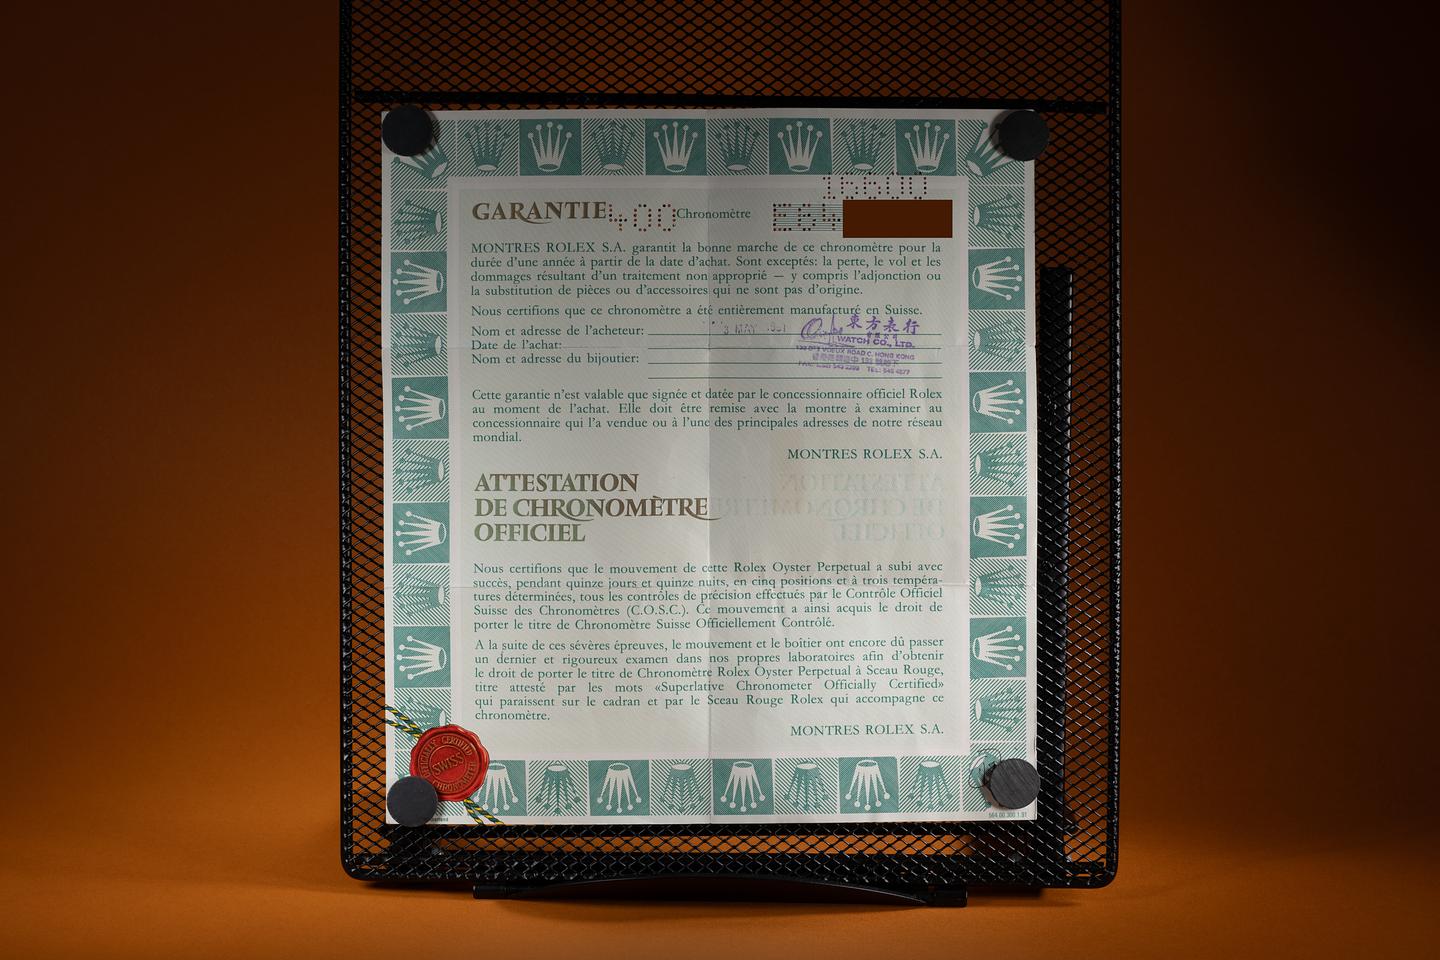 16600
GARANTIE 400 Chronomètre E64
MONTRES ROLEX S.A. garantit la bonne marche de ce chronomètre pour la
durée d'une année à partir de la date d'achat. Sont exceptés: la perte, le vol et les
dommages résultant d'un traitement non approprié — y compris l'adjonction ou
la substitution de pièces ou d'accessoires qui ne sont pas d'origine.
Nous certifions que ce chronomètre a été entièrement manufacturé en Suisse.
Nom et adresse de l'acheteur:
3 MAY
東方表行
Date de l'achat:
WATCH CO., LTD.
Nom et adresse du bijoutier:
VOEUX ROAD C. HONG KONG
Cette garantie n'est valable que signée et datée par le concessionaire officiel Rolex
au moment de l'achat. Elle doit être remise avec la montre à examiner au
concessionnaire qui l'a vendue ou à l'une des principales adresses de notre réseau
mondial.
MONTRES ROLEX S.A.
ATTESTATION
DE CHRONOMÈTRE
OFFICIEL
Nous certifions que le mouvement de cette Rolex Oyster Perpetual a subi avec
succès, pendant quinze jours et quinze nuits, en cinq positions et à trois tempéra-
tures déterminées, tous les contrôles de précision effectués par le Contrôle Officiel
Suisse des Chronomètres (C.O.S.C.). Ce mouvement a ainsi acquis le droit de
porter le titre de Chronomètre Suisse Officiellement Contrôlé.
A la suite de ces sévères épreuves, le mouvement et le boîtier ont encore dû passer
un dernier et rigoureux examen dans nos propres laboratoires afin d'obtenir
le droit de porter le titre de Chronomètre Rolex Oyster Perpetual à Sceau Rouge,
titre attesté par les mots «Superlative Chronometer Officially Certified»
qui paraissent sur le cadran et par le Sceau Rouge Rolex qui accompagne ce
chronomètre.
MONTRES ROLEX S.A.
OFFICIALLY CERTIFIED
SWISS
CHRONOMETER
564.00.300.1.91